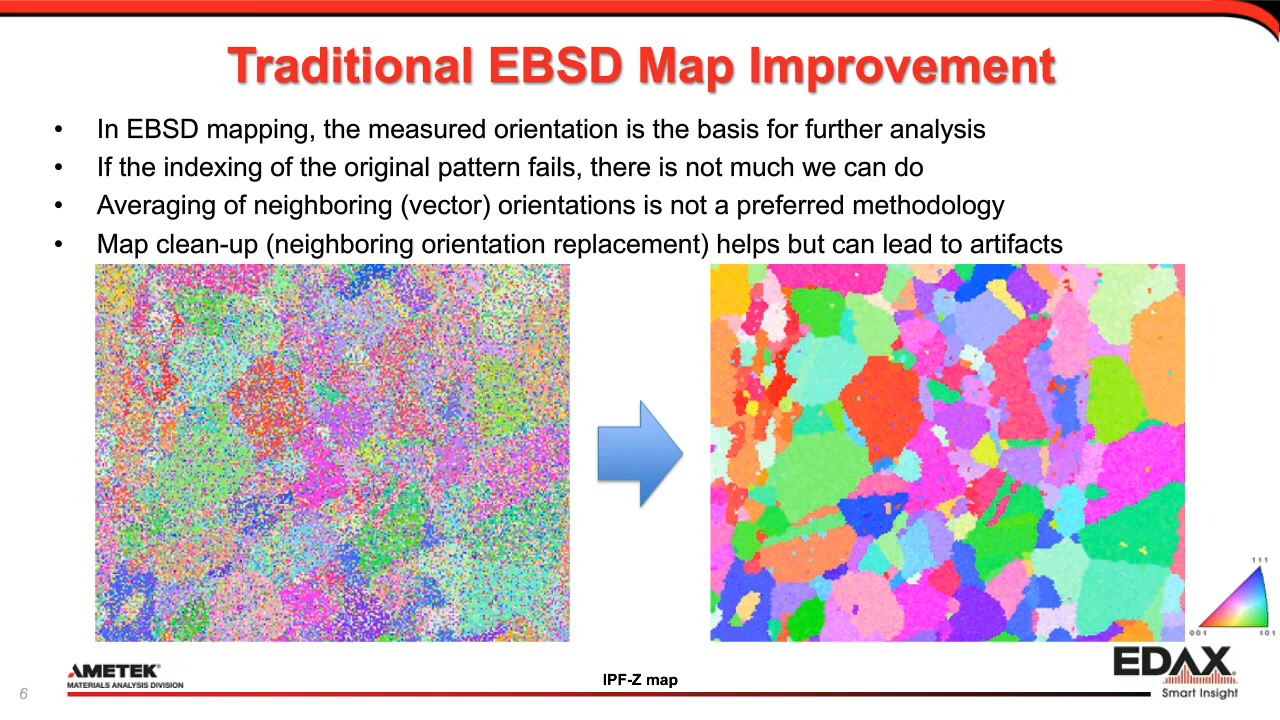 Traditional EBSD Map Improvement
• In EBSD mapping, the measured orientation is the basis for further analysis
• If the indexing of the original pattern fails, there is not much we can do
• Averaging of neighboring (vector) orientations is not a preferred methodology
• Map clean-up (neighboring orientation replacement) helps but can lead to artifacts
111
001 101
6
AMETEK®
MATERIALS ANALYSIS DIVISION
IPF-Z map
EDAX
Smart Insight